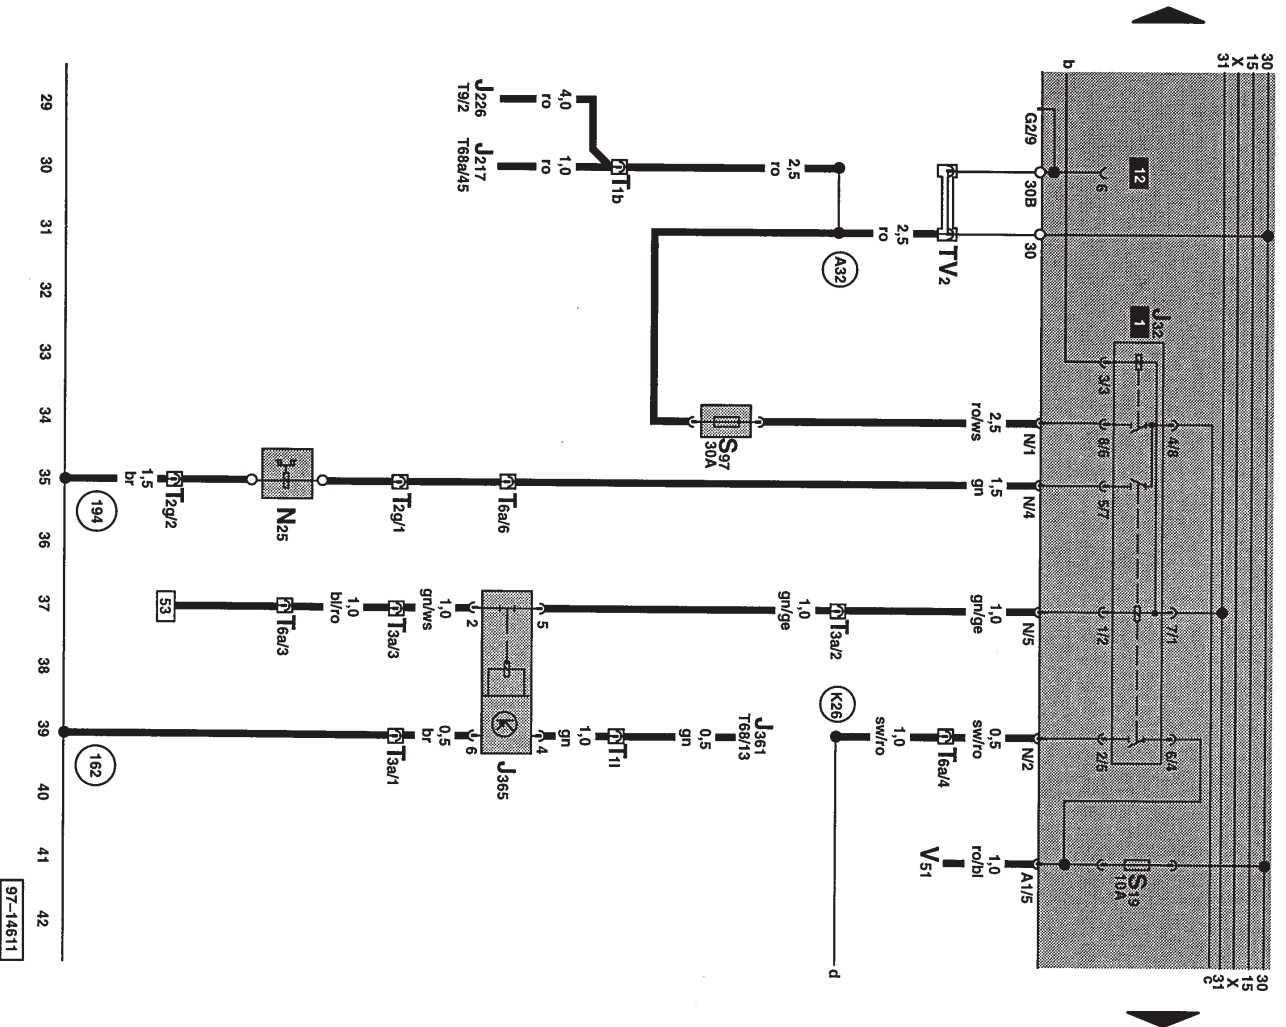 30
15
X
31
30
15
X
31
c
b
12
6
G2/9
30B
30
J32
1
3/3
4/8
8/6
5/7
7/1
1/2
6/4
2/5
S19
10A
N/1
N/4
N/5
N/2
A1/5
2,5
ro/ws
1,5
gn
1,0
gn/ge
0,5
sw/ro
1,0
ro/bl
V51
TV2
2,5
ro
T6a/4
1,0
sw/ro
A32
K26
d
T3a/2
1,0
gn/ge
2,5
ro
S97
30A
J361
T68/13
0,5
gn
T1b
T1l
4,0
ro
1,0
ro
1,0
gn
J226
T9/2
J217
T68a/45
T6a/6
5
4
J365
K
2
6
1,0
gn/ws
0,5
br
T2g/1
T3a/3
T3a/1
1,0
bl/ro
N25
T6a/3
T2g/2
53
1,5
br
194
162
29
30
31
32
33
34
35
36
37
38
39
40
41
42
97–14611